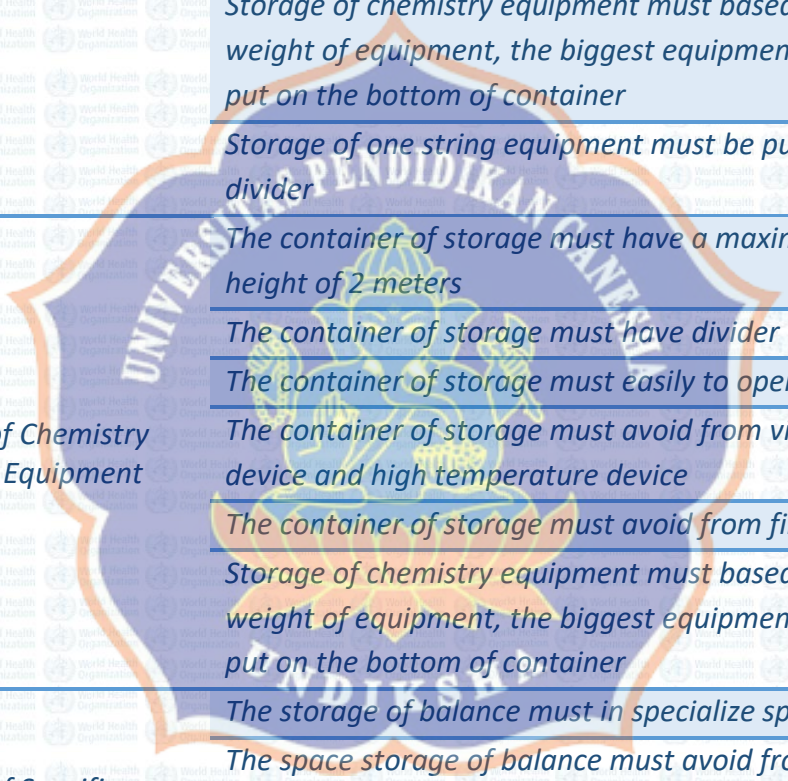 Storage of chemistry equipment must based
weight of equipment, the biggest equipmen
put on the bottom of container
Storage of one string equipment must be pu
divider
The container of storage must have a maxim
height of 2 meters
The container of storage must have divider
The container of storage must easily to open
of Chemistry
Equipment
The container of storage must avoid from vi
device and high temperature device
The container of storage must avoid from fi
Storage of chemistry equipment must based
weight of equipment, the biggest equipmen
put on the bottom of container
The storage of balance must in specialize sp
The space storage of balance must avoid fro
UNIVERSITAS PENDIDIKAN GANESHA
UNDIKSHA
World Health
Organization